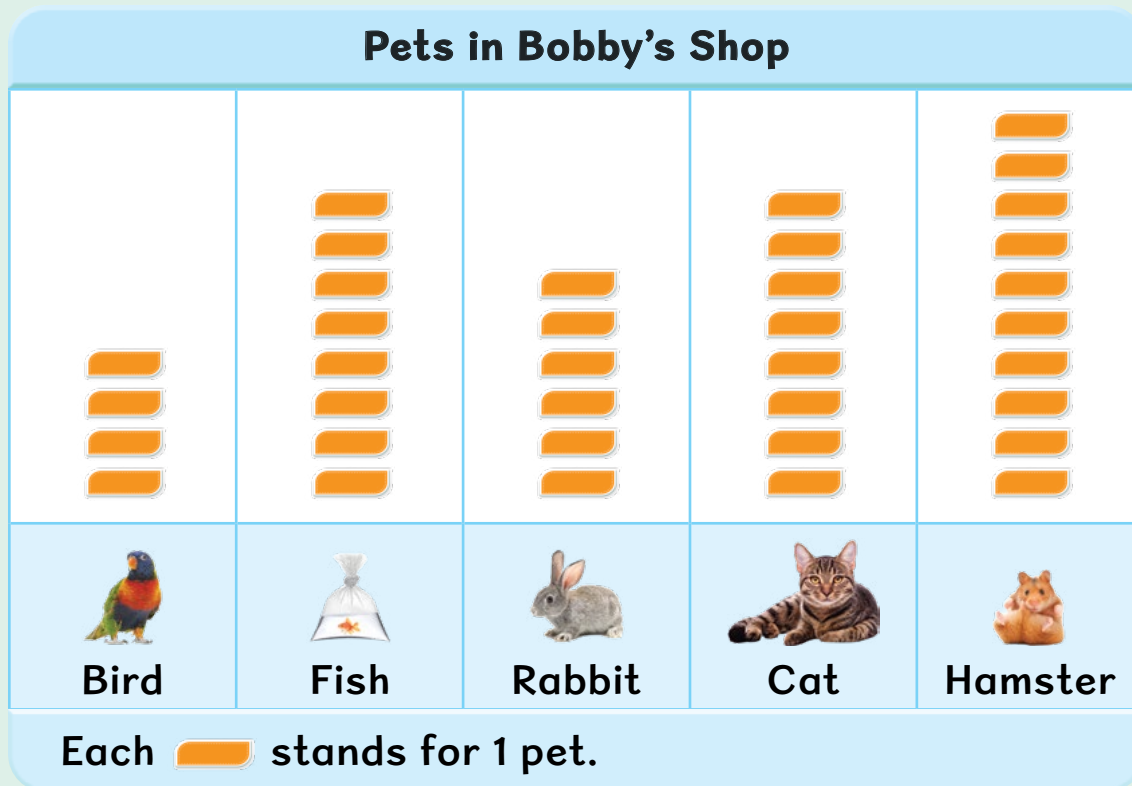 Pets in Bobby's Shop
Bird Fish Rabbit Cat Hamster
Each stands for 1 pet.